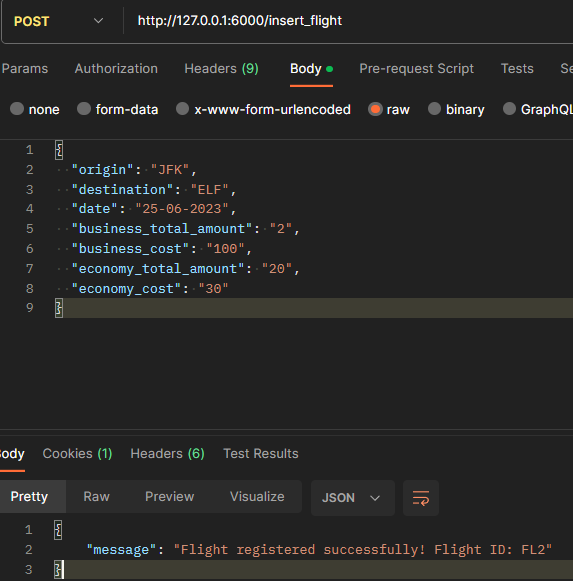 POST http://127.0.0.1:6000/insert_flight
Params Authorization Headers (9) Body Pre-request Script Tests Se
none form-data x-www-form-urlencoded raw binary GraphQL
1 {
2 "origin": "JFK",
3 "destination": "ELF",
4 "date": "25-06-2023",
5 "business_total_amount": "2",
6 "business_cost": "100",
7 "economy_total_amount": "20",
8 "economy_cost": "30"
9 }
ody Cookies (1) Headers (6) Test Results
Pretty Raw Preview Visualize JSON
1 {
2 "message": "Flight registered successfully! Flight ID: FL2"
3 }